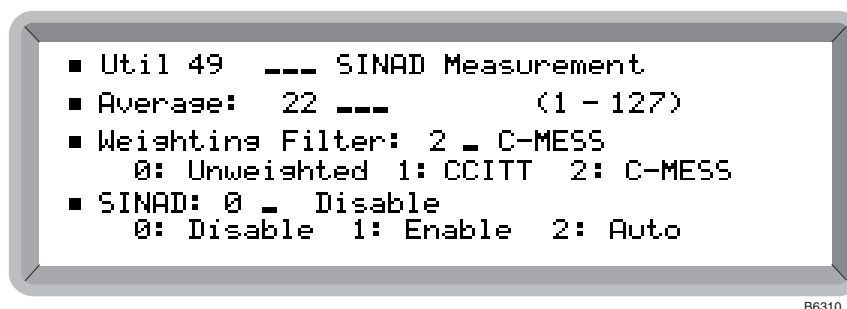 ▪ Util 49 ___ SINAD Measurement
▪ Average: 22 ___ (1 - 127)
▪ Weighting Filter: 2 _ C-MESS
0: Unweighted 1: CCITT 2: C-MESS
▪ SINAD: 0 _ Disable
0: Disable 1: Enable 2: Auto
B6310